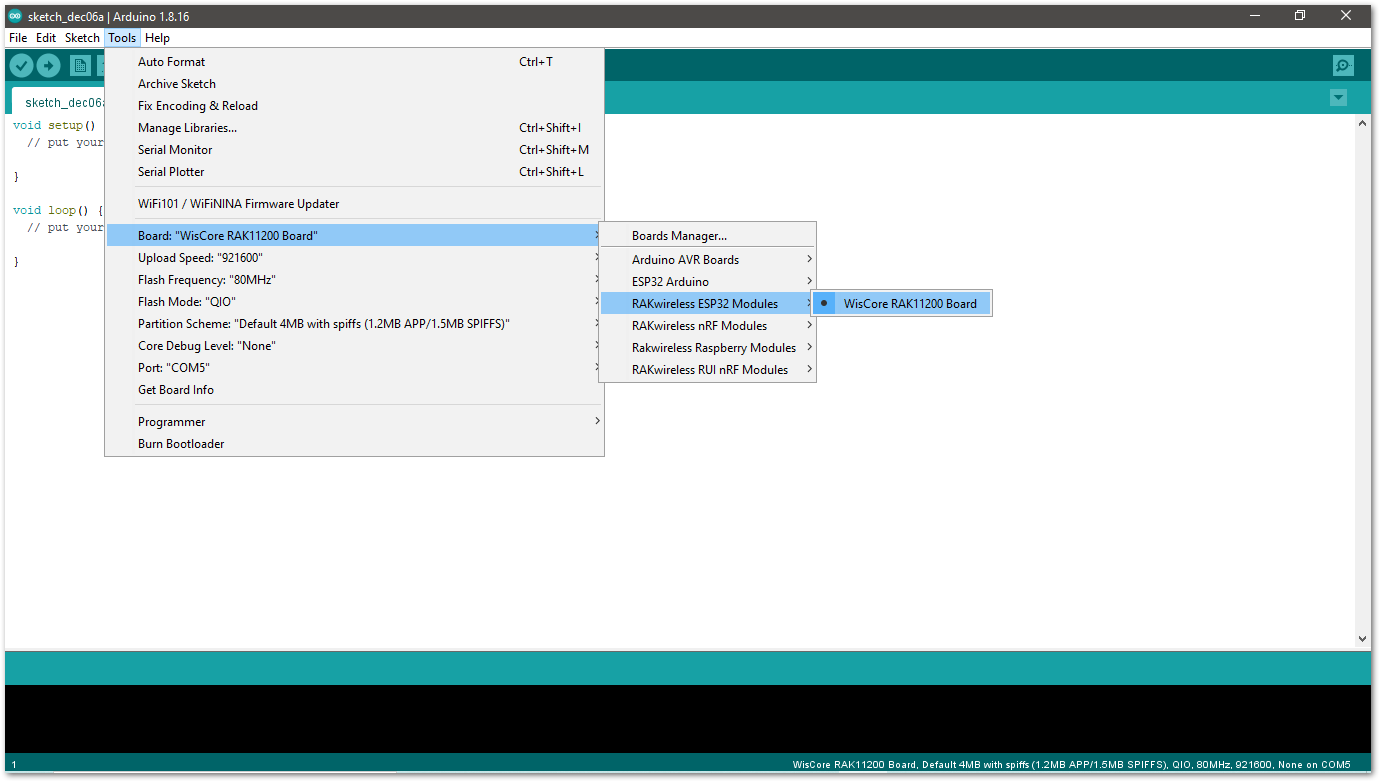 sketch_dec06a | Arduino 1.8.16
File Edit Sketch Tools Help
sketch_dec06a
void setup()
// put your
}
void loop() {
// put your
}
Auto Format Ctrl+T
Archive Sketch
Fix Encoding & Reload
Manage Libraries... Ctrl+Shift+I
Serial Monitor Ctrl+Shift+M
Serial Plotter Ctrl+Shift+L
WiFi101 / WiFiNINA Firmware Updater
Board: "WisCore RAK11200 Board"
Upload Speed: "921600"
Flash Frequency: "80MHz"
Flash Mode: "QIO"
Partition Scheme: "Default 4MB with spiffs (1.2MB APP/1.5MB SPIFFS)"
Core Debug Level: "None"
Port: "COM5"
Get Board Info
Programmer
Burn Bootloader
Boards Manager...
Arduino AVR Boards
ESP32 Arduino
RAKwireless ESP32 Modules
RAKwireless nRF Modules
Rakwireless Raspberry Modules
RAKwireless RUI nRF Modules
WisCore RAK11200 Board
1
WisCore RAK11200 Board, Default 4MB with spiffs (1.2MB APP/1.5MB SPIFFS), QIO, 80MHz, 921600, None on COM5